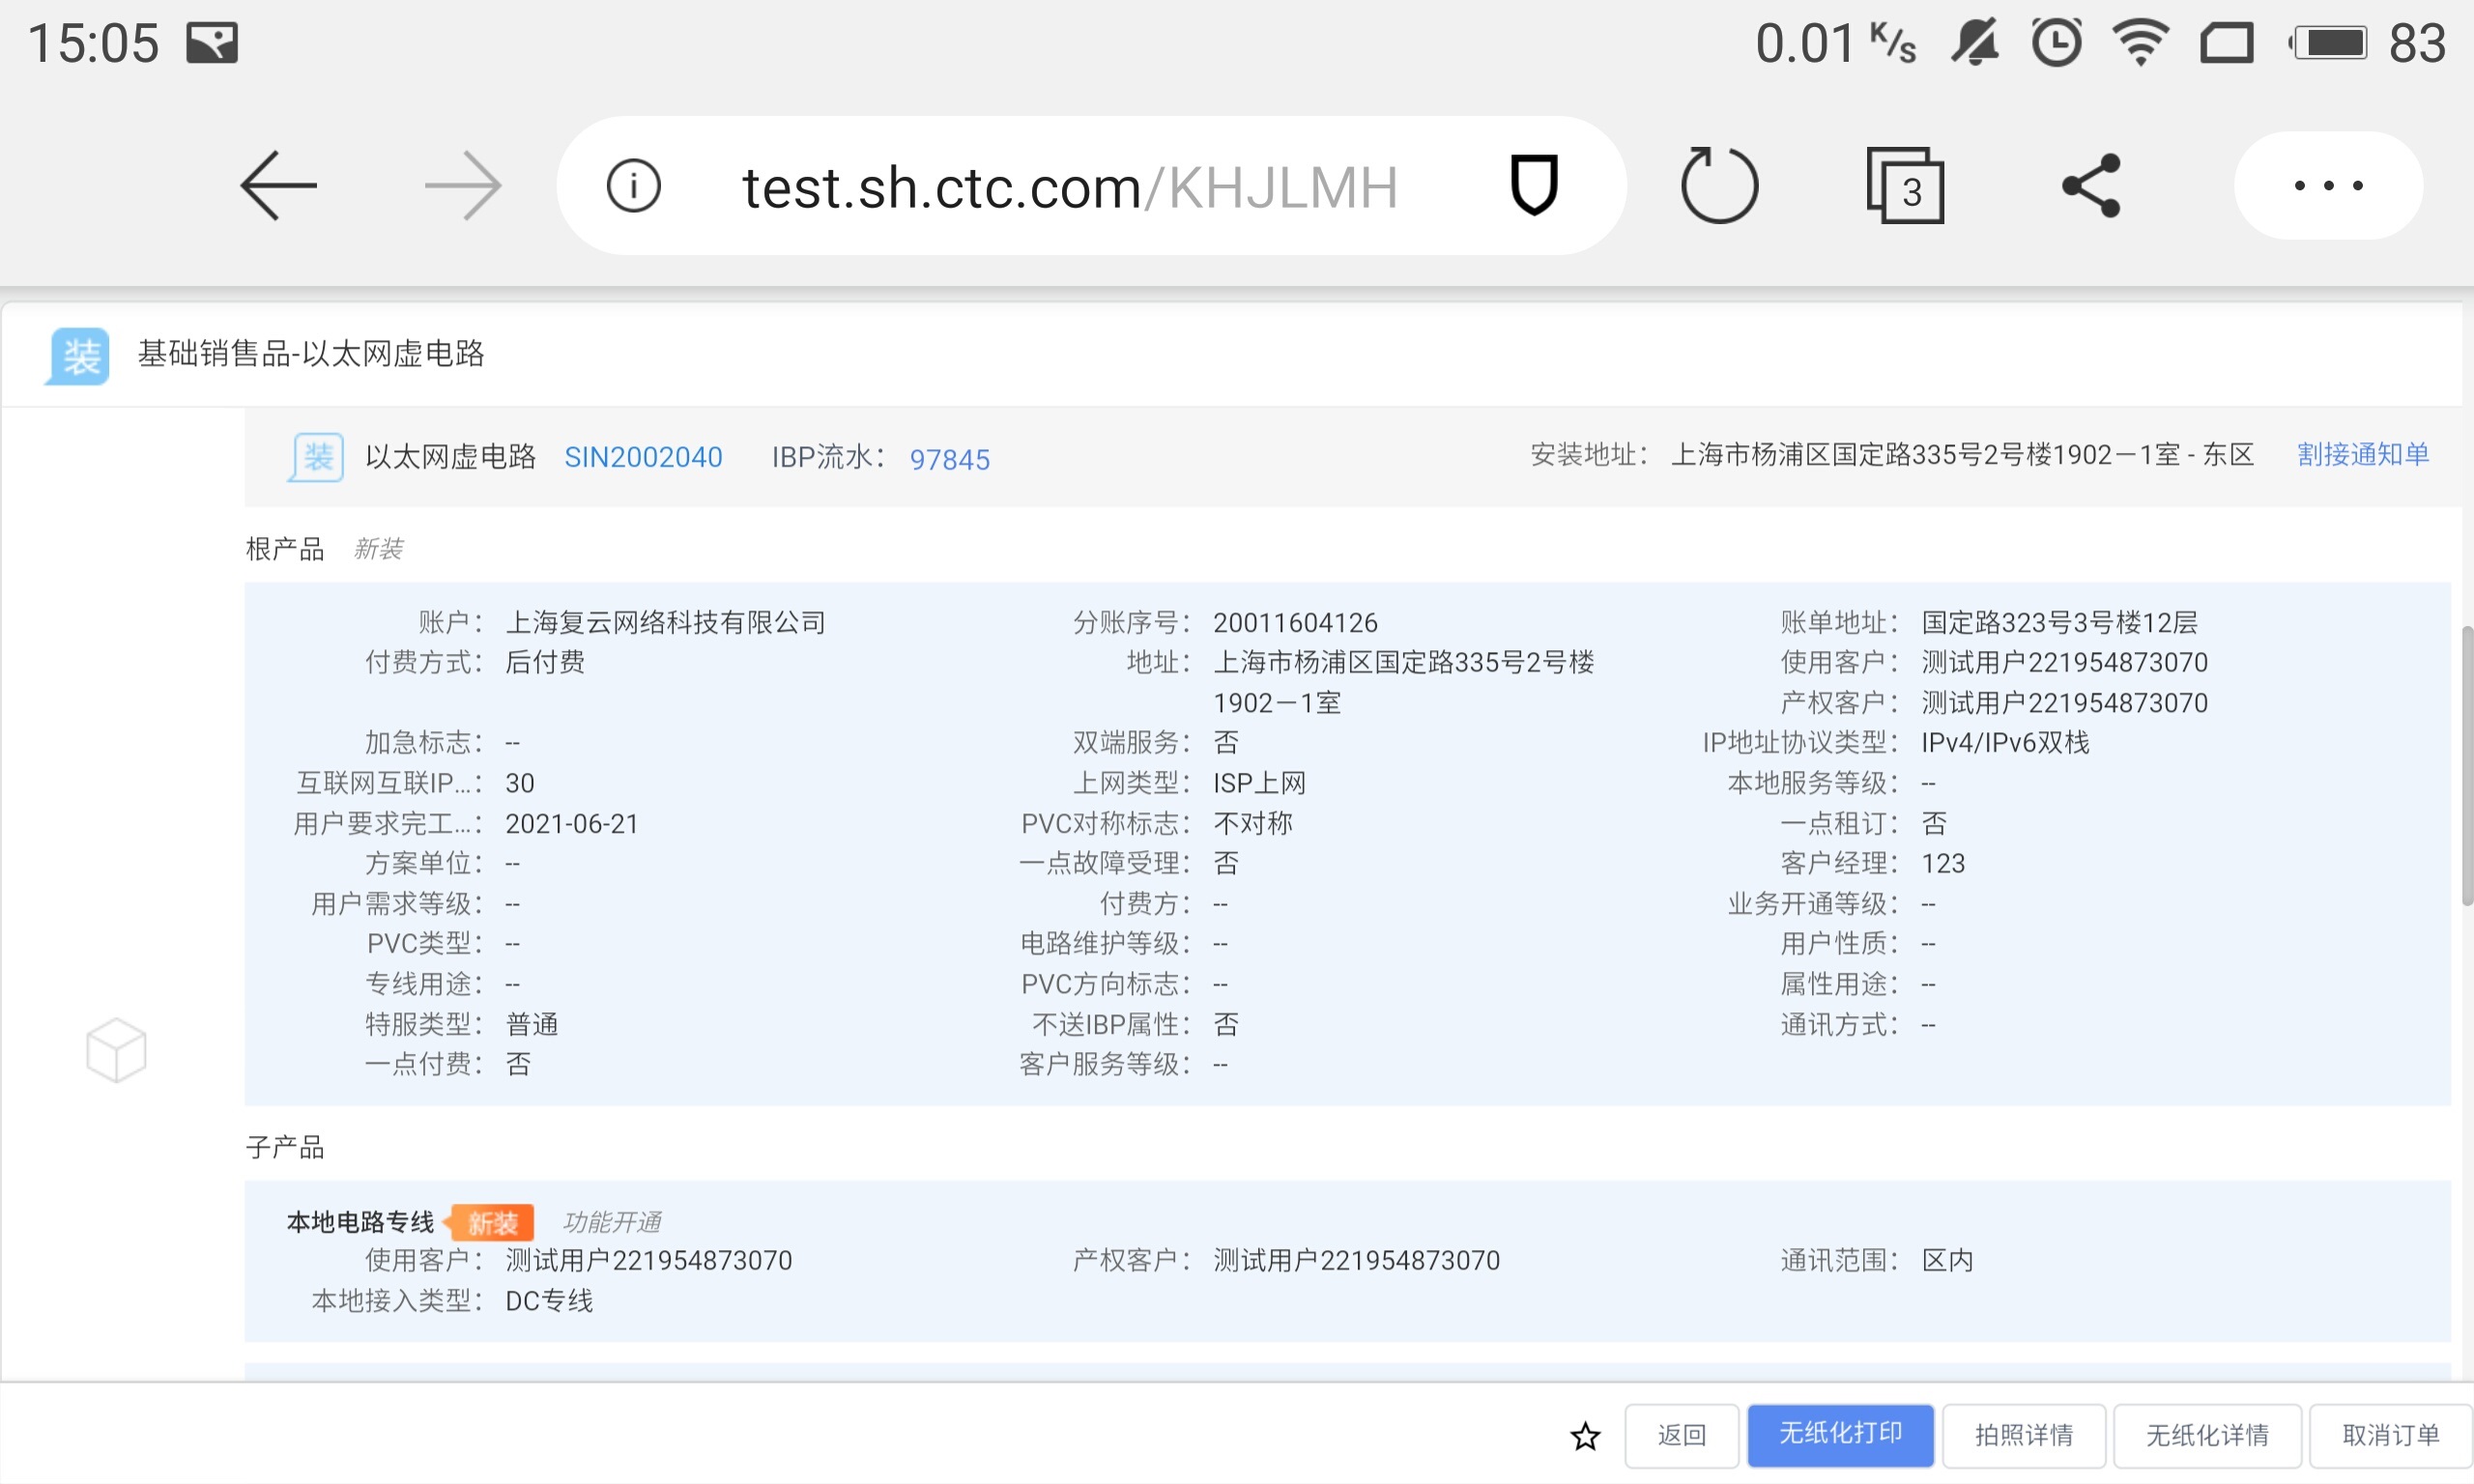 15:05 0.01 K/s 83
test.sh.ctc.com/KHJLMH 3
装 基础销售品-以太网虚电路
装 以太网虚电路 SIN2002040 IBP流水： 97845 安装地址： 上海市杨浦区国定路335号2号楼1902－1室 - 东区 割接通知单
根产品 新装
账户： 上海复云网络科技有限公司 分账序号： 20011604126 账单地址： 国定路323号3号楼12层
付费方式： 后付费 地址： 上海市杨浦区国定路335号2号楼 使用客户： 测试用户221954873070
1902－1室 产权客户： 测试用户221954873070
加急标志： -- 双端服务： 否 IP地址协议类型： IPv4/IPv6双栈
互联网互联IP...： 30 上网类型： ISP上网 本地服务等级： --
用户要求完工...： 2021-06-21 PVC对称标志： 不对称 一点租订： 否
方案单位： -- 一点故障受理： 否 客户经理： 123
用户需求等级： -- 付费方： -- 业务开通等级： --
PVC类型： -- 电路维护等级： -- 用户性质： --
专线用途： -- PVC方向标志： -- 属性用途： --
特服类型： 普通 不送IBP属性： 否 通讯方式： --
一点付费： 否 客户服务等级： --
子产品
本地电路专线 新装 功能开通
使用客户： 测试用户221954873070 产权客户： 测试用户221954873070 通讯范围： 区内
本地接入类型： DC专线
返回 无纸化打印 拍照详情 无纸化详情 取消订单